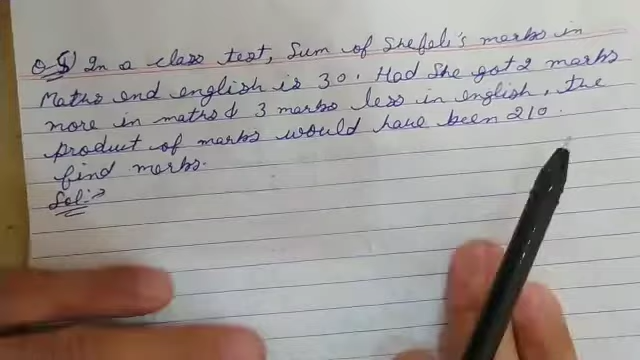 Q 5) In a class test, Sum of Shefali's marks in
Maths and english is 30. Had She got 2 marks
more in maths & 3 marks less in english, the
product of marks would have been 210.
find marks.
Sol:→